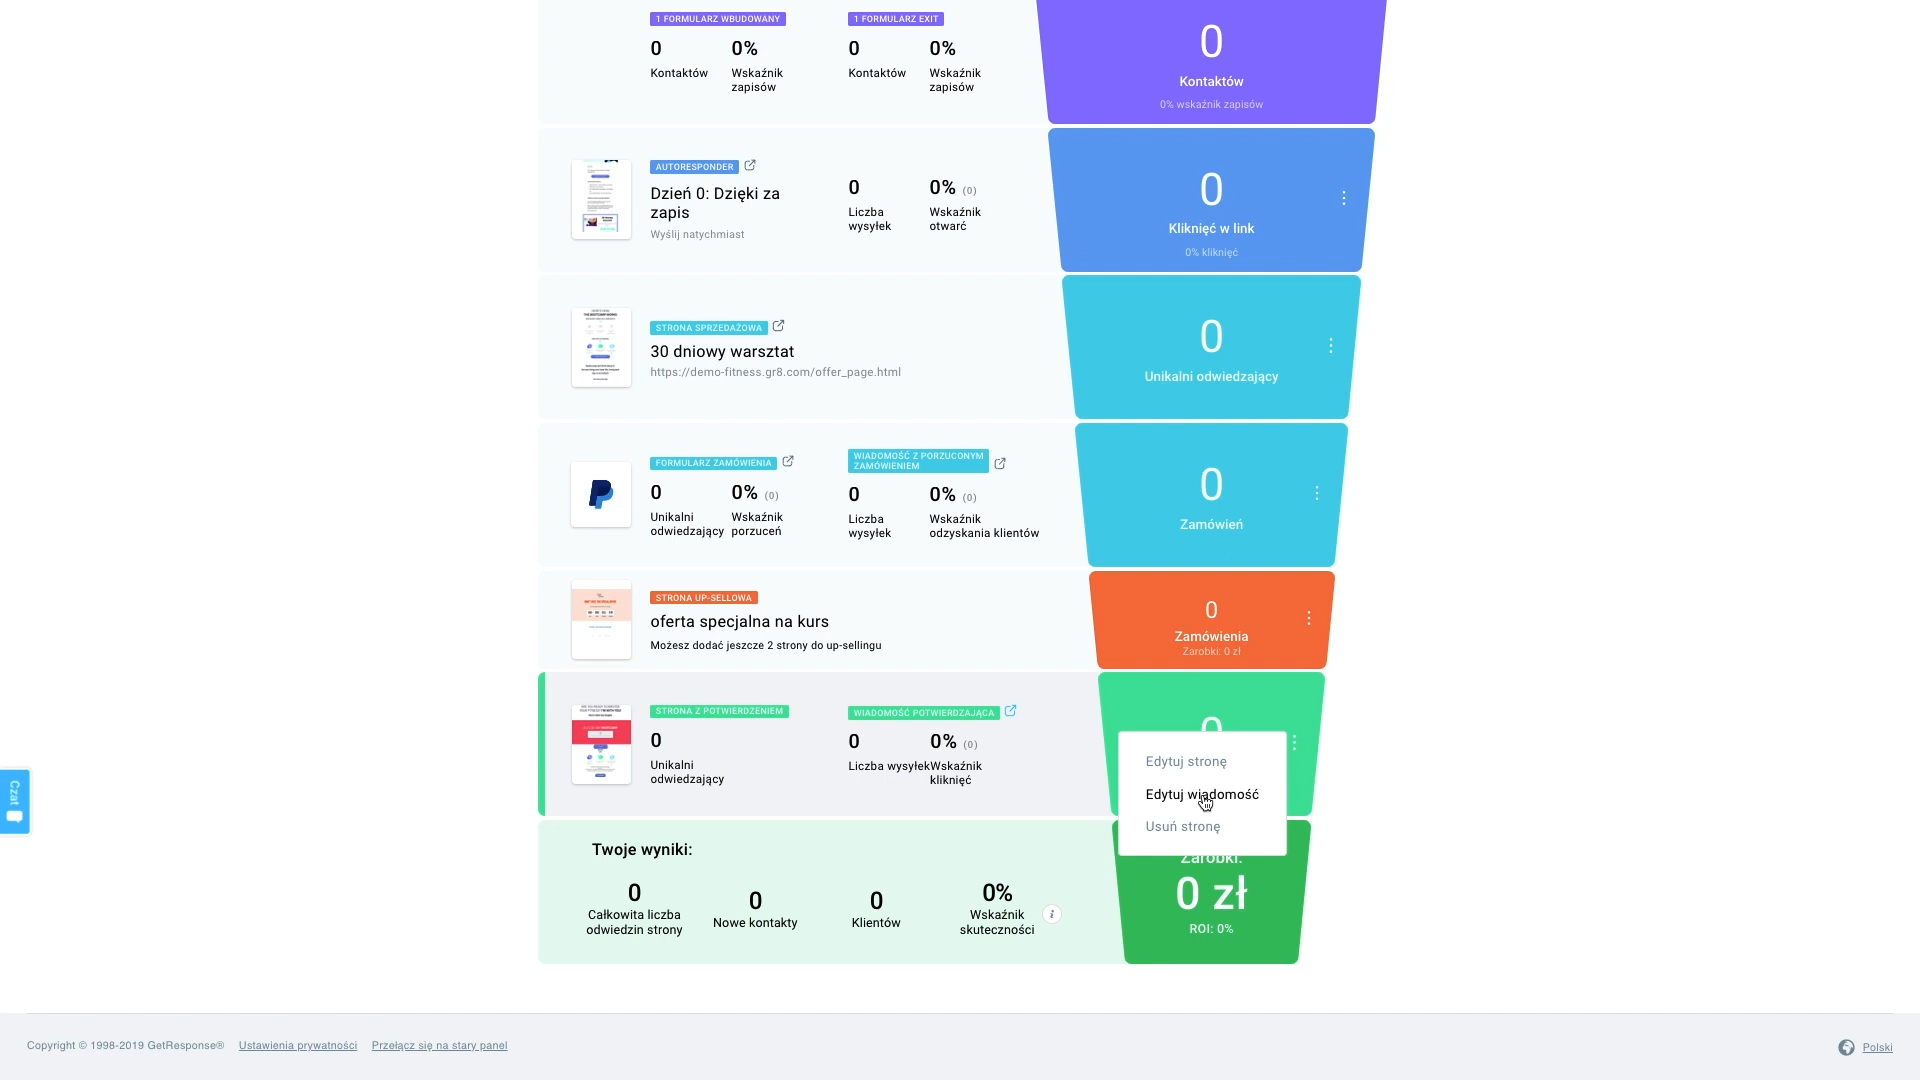 1 FORMULARZ WBUDOWANY
1 FORMULARZ EXIT
0
0%
0
0%
Kontaktów
Wskaźnik
zapisów
Kontaktów
Wskaźnik
zapisów
0
Kontaktów
0% wskaźnik zapisów
AUTORESPONDER
Dzień 0: Dzięki za
zapis
Wyślij natychmiast
0
0% (0)
Liczba
wysyłek
Wskaźnik
otwarć
0
Kliknięć w link
0% kliknięć
STRONA SPRZEDAŻOWA
30 dniowy warsztat
https://demo-fitness.gr8.com/offer_page.html
0
Unikalni odwiedzający
FORMULARZ ZAMÓWIENIA
0
0% (0)
Unikalni
odwiedzający
Wskaźnik
porzuceń
WIADOMOŚĆ Z PORZUCONYM
ZAMÓWIENIEM
0
0% (0)
Liczba
wysyłek
Wskaźnik
odzyskania klientów
0
Zamówień
STRONA UP-SELLOWA
oferta specjalna na kurs
Możesz dodać jeszcze 2 strony do up-sellingu
0
Zamówienia
Zarobki: 0 zł
STRONA Z POTWIERDZENIEM
0
Unikalni
odwiedzający
WIADOMOŚĆ POTWIERDZAJĄCA
0
0% (0)
Liczba wysyłek
Wskaźnik
kliknięć
0
Edytuj stronę
Edytuj wiadomość
Usuń stronę
Twoje wyniki:
0
Całkowita liczba
odwiedzin strony
0
Nowe kontakty
0
Klientów
0%
Wskaźnik
skuteczności
i
Zarobki:
0 zł
ROI: 0%
Czat
Copyright © 1998-2019 GetResponse® Ustawienia prywatności Przełącz się na stary panel
Polski